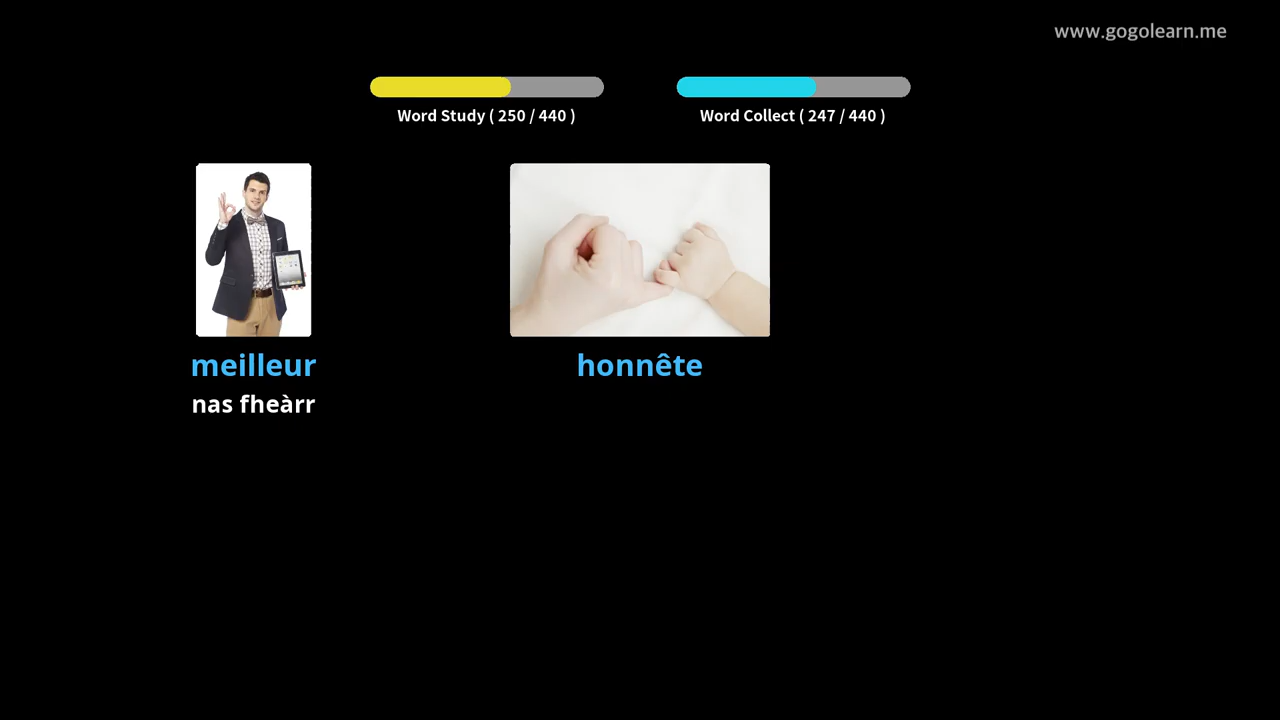 www.gogolearn.me
Word Study ( 250 / 440 )
Word Collect ( 247 / 440 )
meilleur
nas fheàrr
honnête